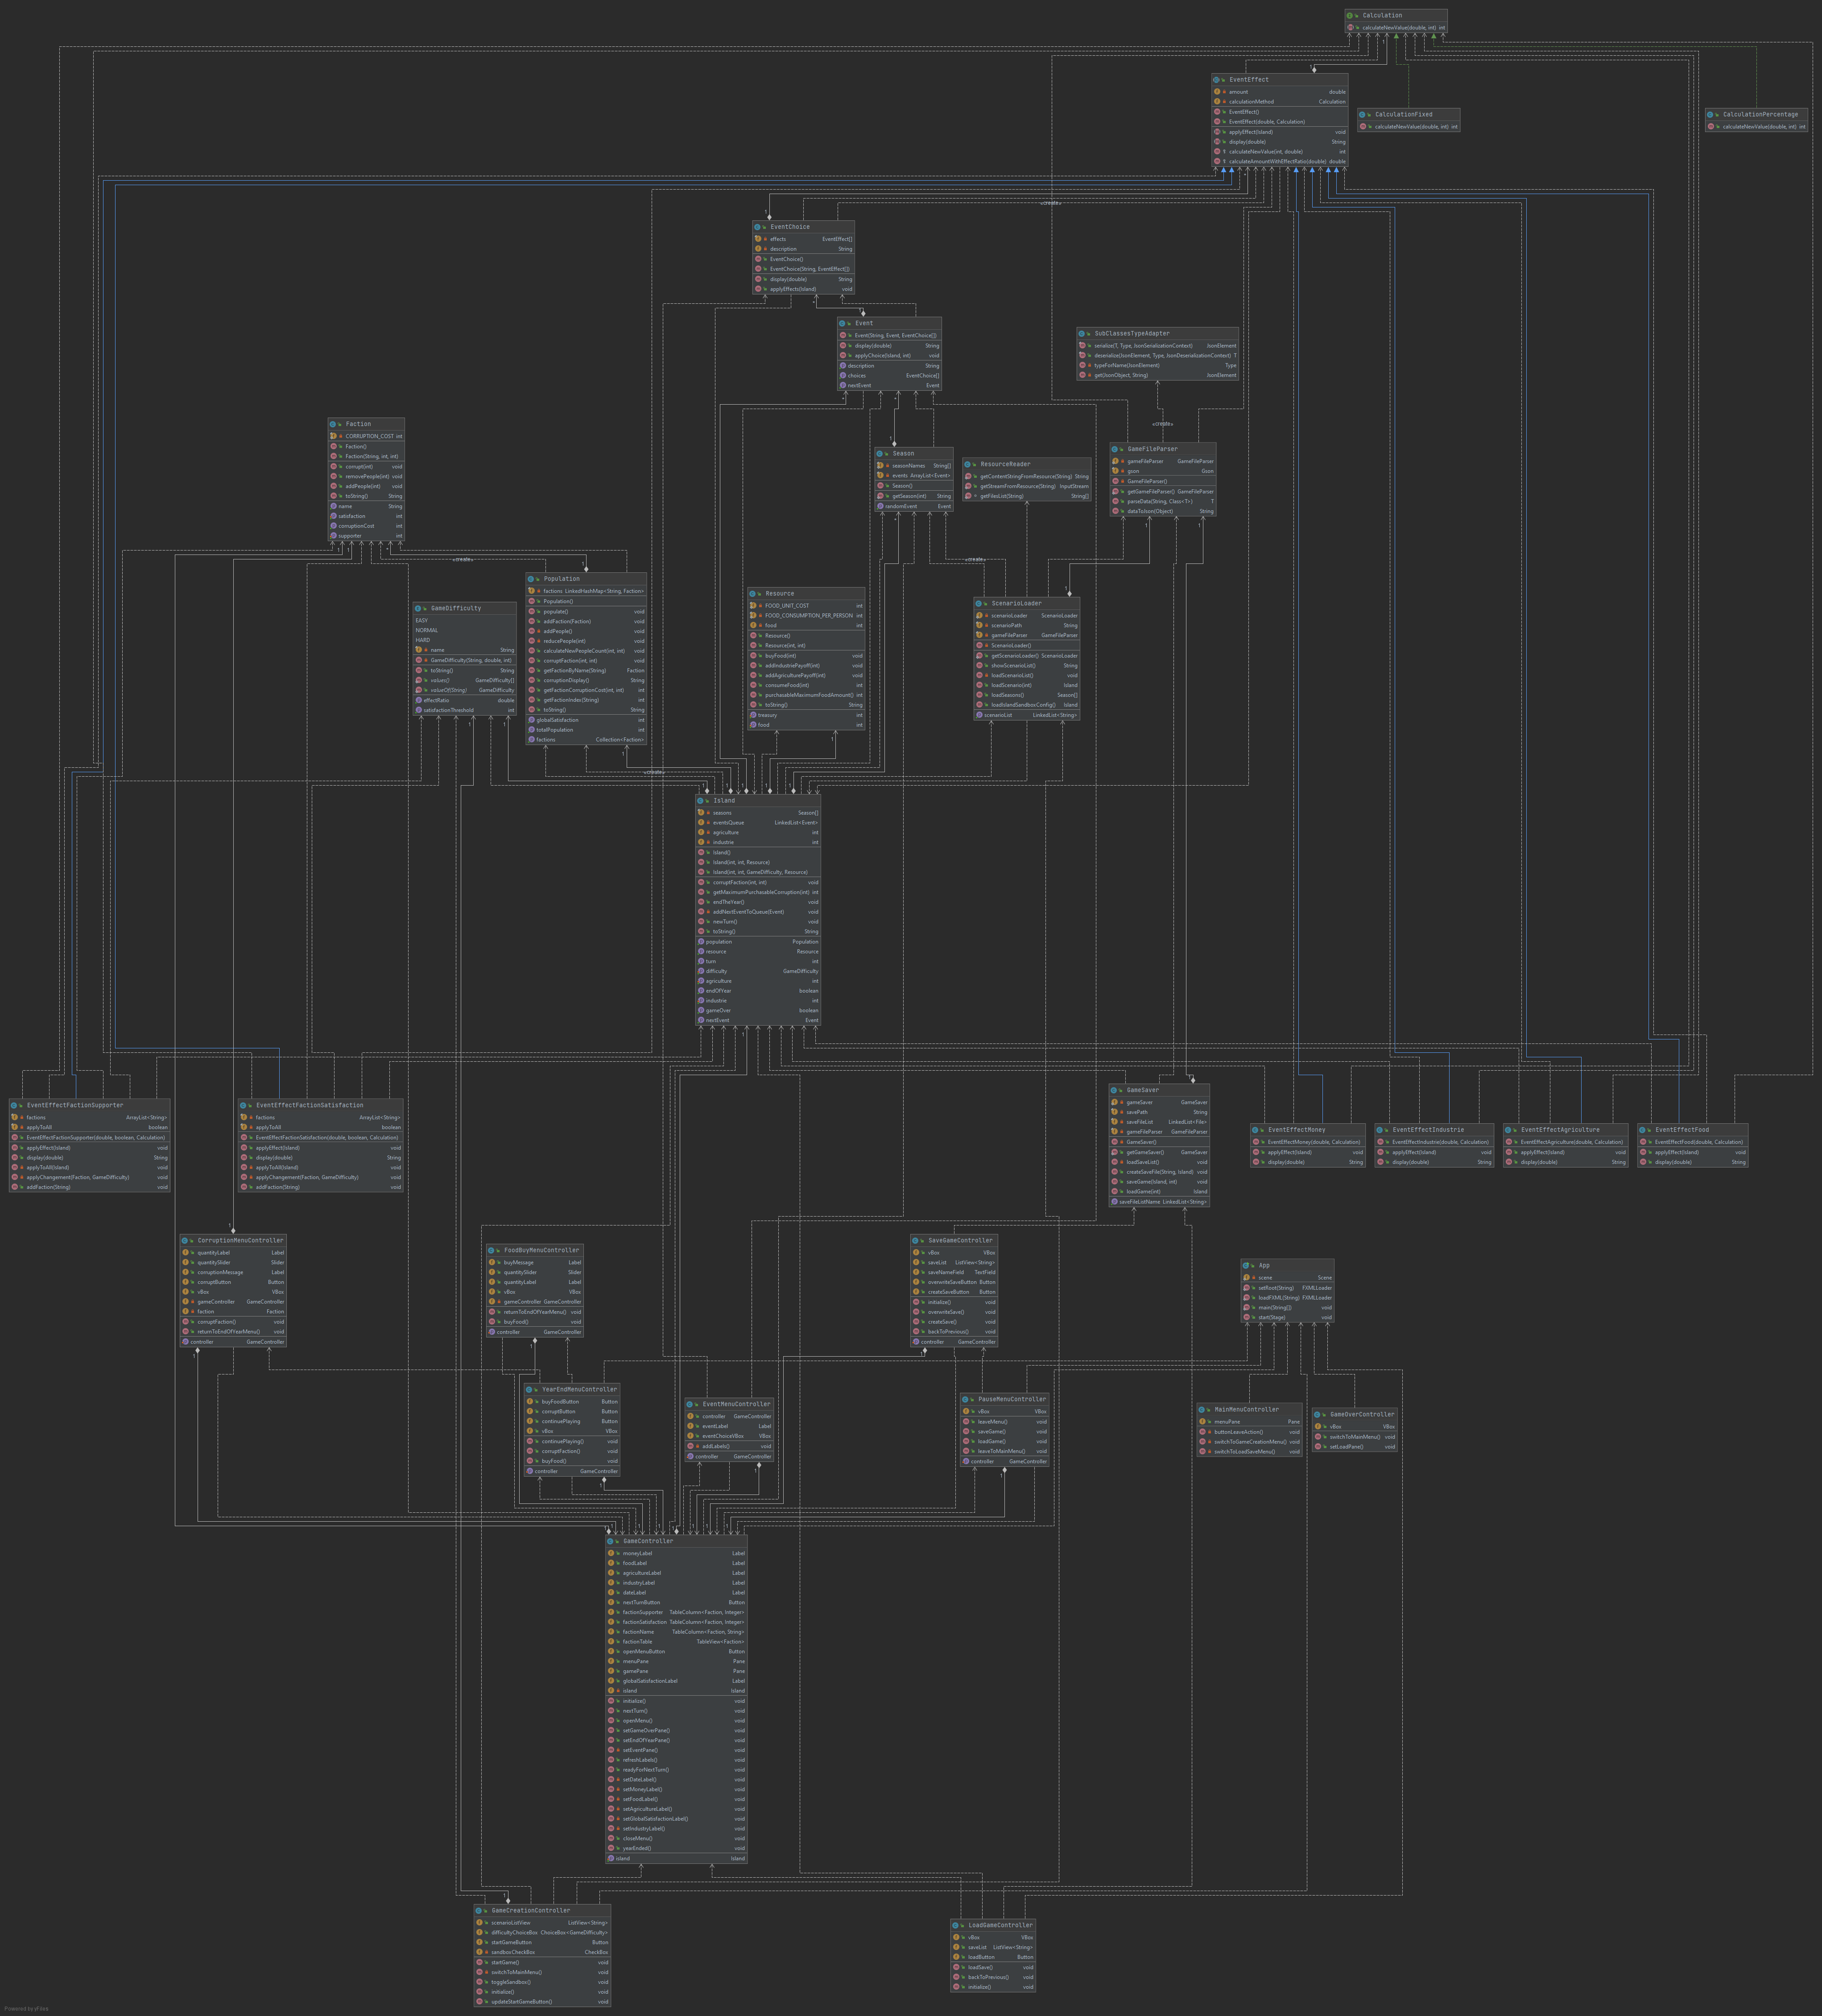 Calculation
calculateNewValue(double, int) int
1
EventEffect
amount double
calculationMethod Calculation
EventEffect()
EventEffect(double, Calculation)
applyEffect(Island) void
display(double) String
calculateNewValue(int, double) int
calculateAmountWithEffectRatio(double) double
CalculationFixed
calculateNewValue(double, int) int
CalculationPercentage
calculateNewValue(double, int) int
«create»
EventChoice
effects EventEffect[]
description String
EventChoice()
EventChoice(String, EventEffect[])
display(double) String
applyEffects(Island) void
Event
Event(String, Event, EventChoice[])
display(double) String
applyChoice(Island, int) void
description String
choices EventChoice[]
nextEvent Event
SubClassesTypeAdapter
serialize(T, Type, JsonSerializationContext) JsonElement
deserialize(JsonElement, Type, JsonDeserializationContext) T
typeForName(JsonElement) Type
get(JsonObject, String) JsonElement
«create»
Faction
CORRUPTION_COST int
Faction()
Faction(String, int, int)
corrupt(int) void
removePeople(int) void
addPeople(int) void
toString() String
name String
satisfaction int
corruptionCost int
supporter int
Season
seasonNames String[]
events ArrayList<Event>
Season()
getSeason(int) String
randomEvent Event
ResourceReader
getContentStringFromResource(String) String
getStreamFromResource(String) InputStream
getFilesList(String) String[]
GameFileParser
gameFileParser GameFileParser
gson Gson
GameFileParser()
getGameFileParser() GameFileParser
parseData(String, Class<T>) T
dataToJson(Object) String
«create»
«create»
Population
factions LinkedHashMap<String, Faction>
Population()
populate() void
addFaction(Faction) void
addPeople() void
reducePeople(int) void
calculateNewPeopleCount(int, int) void
corruptFaction(int, int) void
getFactionByName(String) Faction
corruptionDisplay() String
getFactionCorruptionCost(int, int) int
getFactionIndex(String) int
toString() String
globalSatisfaction int
totalPopulation int
factions Collection<Faction>
GameDifficulty
EASY
NORMAL
HARD
name String
GameDifficulty(String, double, int)
toString() String
values() GameDifficulty[]
valueOf(String) GameDifficulty
effectRatio double
satisfactionThreshold int
Resource
FOOD_UNIT_COST int
FOOD_CONSUMPTION_PER_PERSON int
food int
Resource()
Resource(int, int)
buyFood(int) void
addIndustriePayoff(int) void
addAgriculturePayoff(int) void
consumeFood(int) int
purchasableMaximumFoodAmount() int
toString() String
treasury int
food int
ScenarioLoader
scenarioLoader ScenarioLoader
scenarioPath String
gameFileParser GameFileParser
ScenarioLoader()
getScenarioLoader() ScenarioLoader
showScenarioList() String
loadScenarioList() void
loadScenario(int) Island
loadSeasons() Season[]
loadIslandSandboxConfig() Island
scenarioList LinkedList<String>
«create»
Island
seasons Season[]
eventsQueue LinkedList<Event>
agriculture int
industrie int
Island()
Island(int, int, Resource)
Island(int, int, GameDifficulty, Resource)
corruptFaction(int, int) void
getMaximumPurchasableCorruption(int) int
endTheYear() void
addNextEventToQueue(Event) void
newTurn() void
toString() String
population Population
resource Resource
turn int
difficulty GameDifficulty
agriculture int
endOfYear boolean
industrie int
gameOver boolean
nextEvent Event
EventEffectFactionSupporter
factions ArrayList<String>
applyToAll boolean
EventEffectFactionSupporter(double, boolean, Calculation)
applyEffect(Island) void
display(double) String
applyToAll(Island) void
applyChangement(Faction, GameDifficulty) void
addFaction(String) void
EventEffectFactionSatisfaction
factions ArrayList<String>
applyToAll boolean
EventEffectFactionSatisfaction(double, boolean, Calculation)
applyEffect(Island) void
display(double) String
applyToAll(Island) void
applyChangement(Faction, GameDifficulty) void
addFaction(String) void
GameSaver
gameSaver GameSaver
savePath String
saveFileList LinkedList<File>
gameFileParser GameFileParser
GameSaver()
getGameSaver() GameSaver
loadSaveList() void
createSaveFile(String, Island) void
saveGame(Island, int) void
loadGame(int) Island
saveFileListName LinkedList<String>
EventEffectMoney
EventEffectMoney(double, Calculation)
applyEffect(Island) void
display(double) String
EventEffectIndustrie
EventEffectIndustrie(double, Calculation)
applyEffect(Island) void
display(double) String
EventEffectAgriculture
EventEffectAgriculture(double, Calculation)
applyEffect(Island) void
display(double) String
EventEffectFood
EventEffectFood(double, Calculation)
applyEffect(Island) void
display(double) String
CorruptionMenuController
quantityLabel Label
quantitySlider Slider
corruptionMessage Label
corruptButton Button
vBox VBox
gameController GameController
faction Faction
corruptFaction() void
returnToEndOfYearMenu() void
controller GameController
FoodBuyMenuController
buyMessage Label
quantitySlider Slider
quantityLabel Label
vBox VBox
gameController GameController
returnToEndOfYearMenu() void
buyFood() void
controller GameController
SaveGameController
vBox VBox
saveList ListView<String>
saveNameField TextField
overwriteSaveButton Button
createSaveButton Button
initialize() void
overwriteSave() void
createSave() void
backToPrevious() void
controller GameController
App
scene Scene
setRoot(String) FXMLLoader
loadFXML(String) FXMLLoader
main(String[]) void
start(Stage) void
YearEndMenuController
buyFoodButton Button
corruptButton Button
continuePlaying Button
vBox VBox
continuePlaying() void
corruptFaction() void
buyFood() void
controller GameController
EventMenuController
controller GameController
eventLabel Label
eventChoiceVBox VBox
addLabels() void
controller GameController
PauseMenuController
vBox VBox
leaveMenu() void
saveGame() void
loadGame() void
leaveToMainMenu() void
controller GameController
MainMenuController
menuPane Pane
buttonLeaveAction() void
switchToGameCreationMenu() void
switchToLoadSaveMenu() void
GameOverController
vBox VBox
switchToMainMenu() void
setLoadPane() void
GameController
moneyLabel Label
foodLabel Label
agricultureLabel Label
industryLabel Label
dateLabel Label
nextTurnButton Button
factionSupporter TableColumn<Faction, Integer>
factionSatisfaction TableColumn<Faction, Integer>
factionName TableColumn<Faction, String>
factionTable TableView<Faction>
openMenuButton Button
menuPane Pane
gamePane Pane
globalSatisfactionLabel Label
island Island
initialize() void
nextTurn() void
openMenu() void
setGameOverPane() void
setEndOfYearPane() void
setEventPane() void
refreshLabels() void
readyForNextTurn() void
setDateLabel() void
setMoneyLabel() void
setFoodLabel() void
setAgricultureLabel() void
setGlobalSatisfactionLabel() void
setIndustryLabel() void
closeMenu() void
yearEnded() void
island Island
GameCreationController
scenarioListView ListView<String>
difficultyChoiceBox ChoiceBox<GameDifficulty>
startGameButton Button
sandboxCheckBox CheckBox
startGame() void
switchToMainMenu() void
toggleSandbox() void
initialize() void
updateStartGameButton() void
LoadGameController
vBox VBox
saveList ListView<String>
loadButton Button
loadSave() void
backToPrevious() void
initialize() void
Powered by yFiles